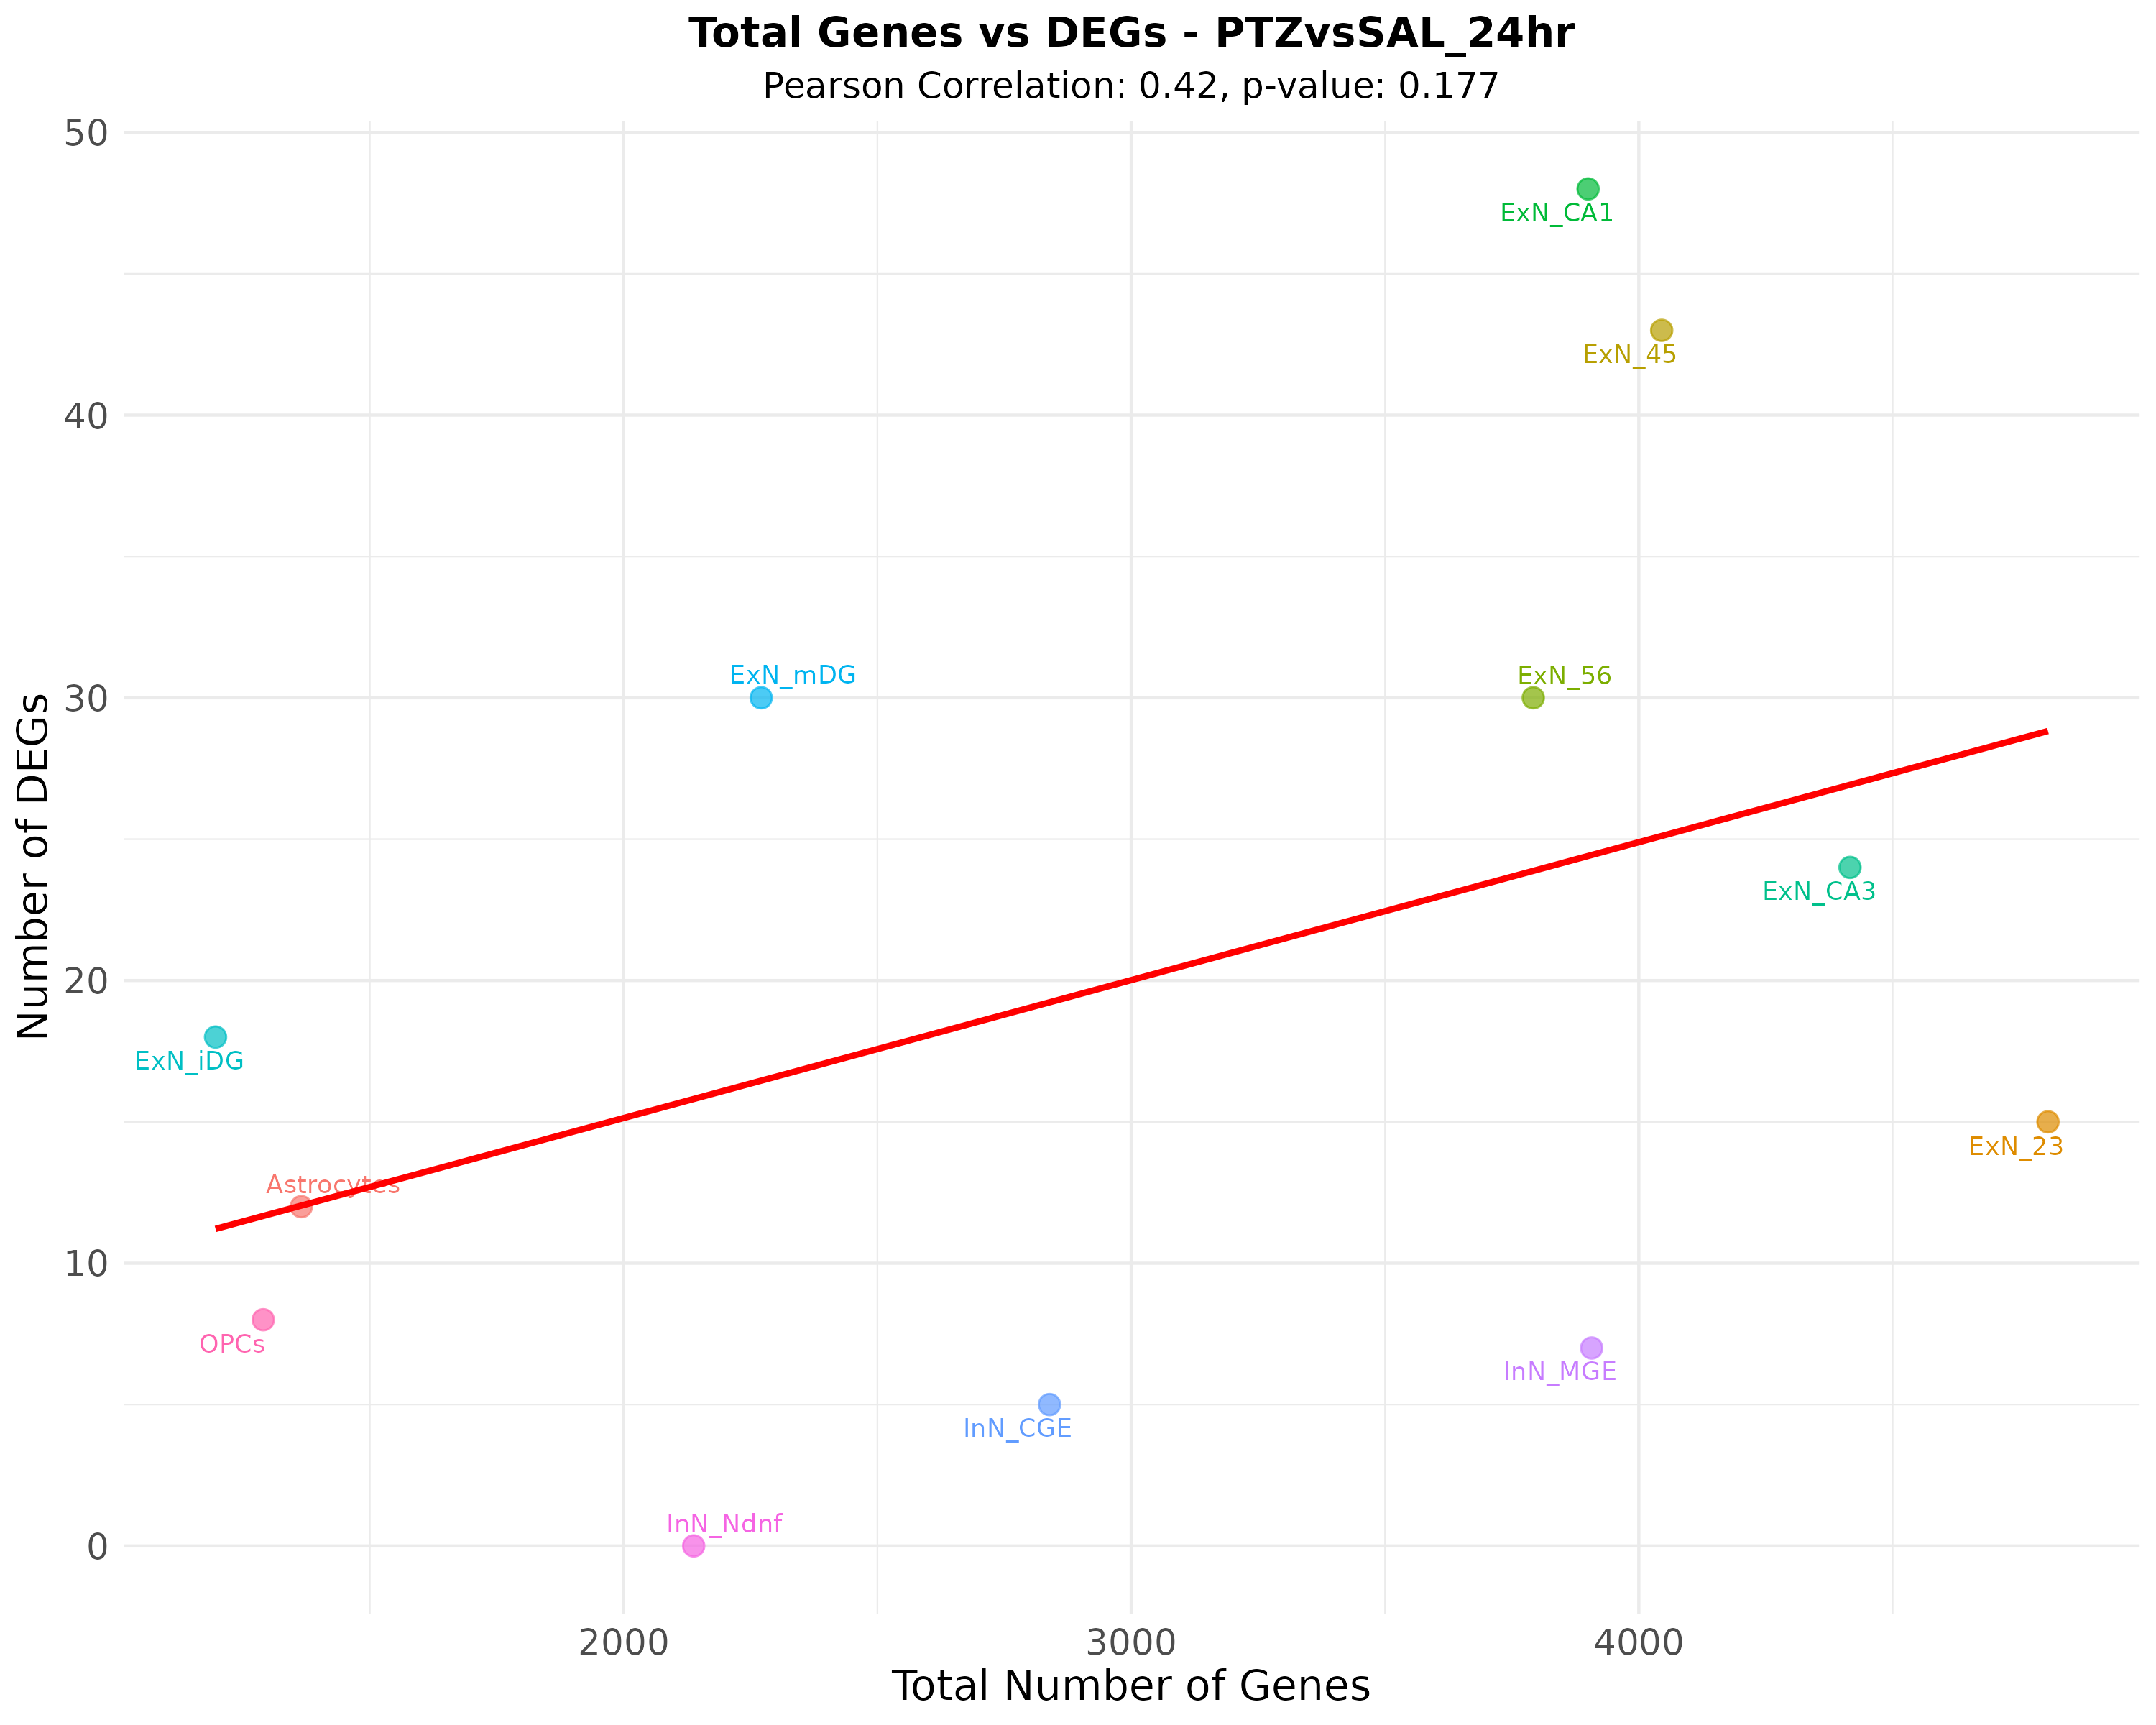 Total Genes vs DEGs - PTZvsSAL_24hr
Pearson Correlation: 0.42, p-value: 0.177
50
ExN_CA1
ExN_45
40
ExN_mDG
ExN_56
30
Number of DEGs
ExN_CA3
20
ExN_iDG
ExN_23
Astrocytes
10
OPCs
InN_MGE
InN_CGE
InN_Ndnf
0
2000
3000
4000
Total Number of Genes